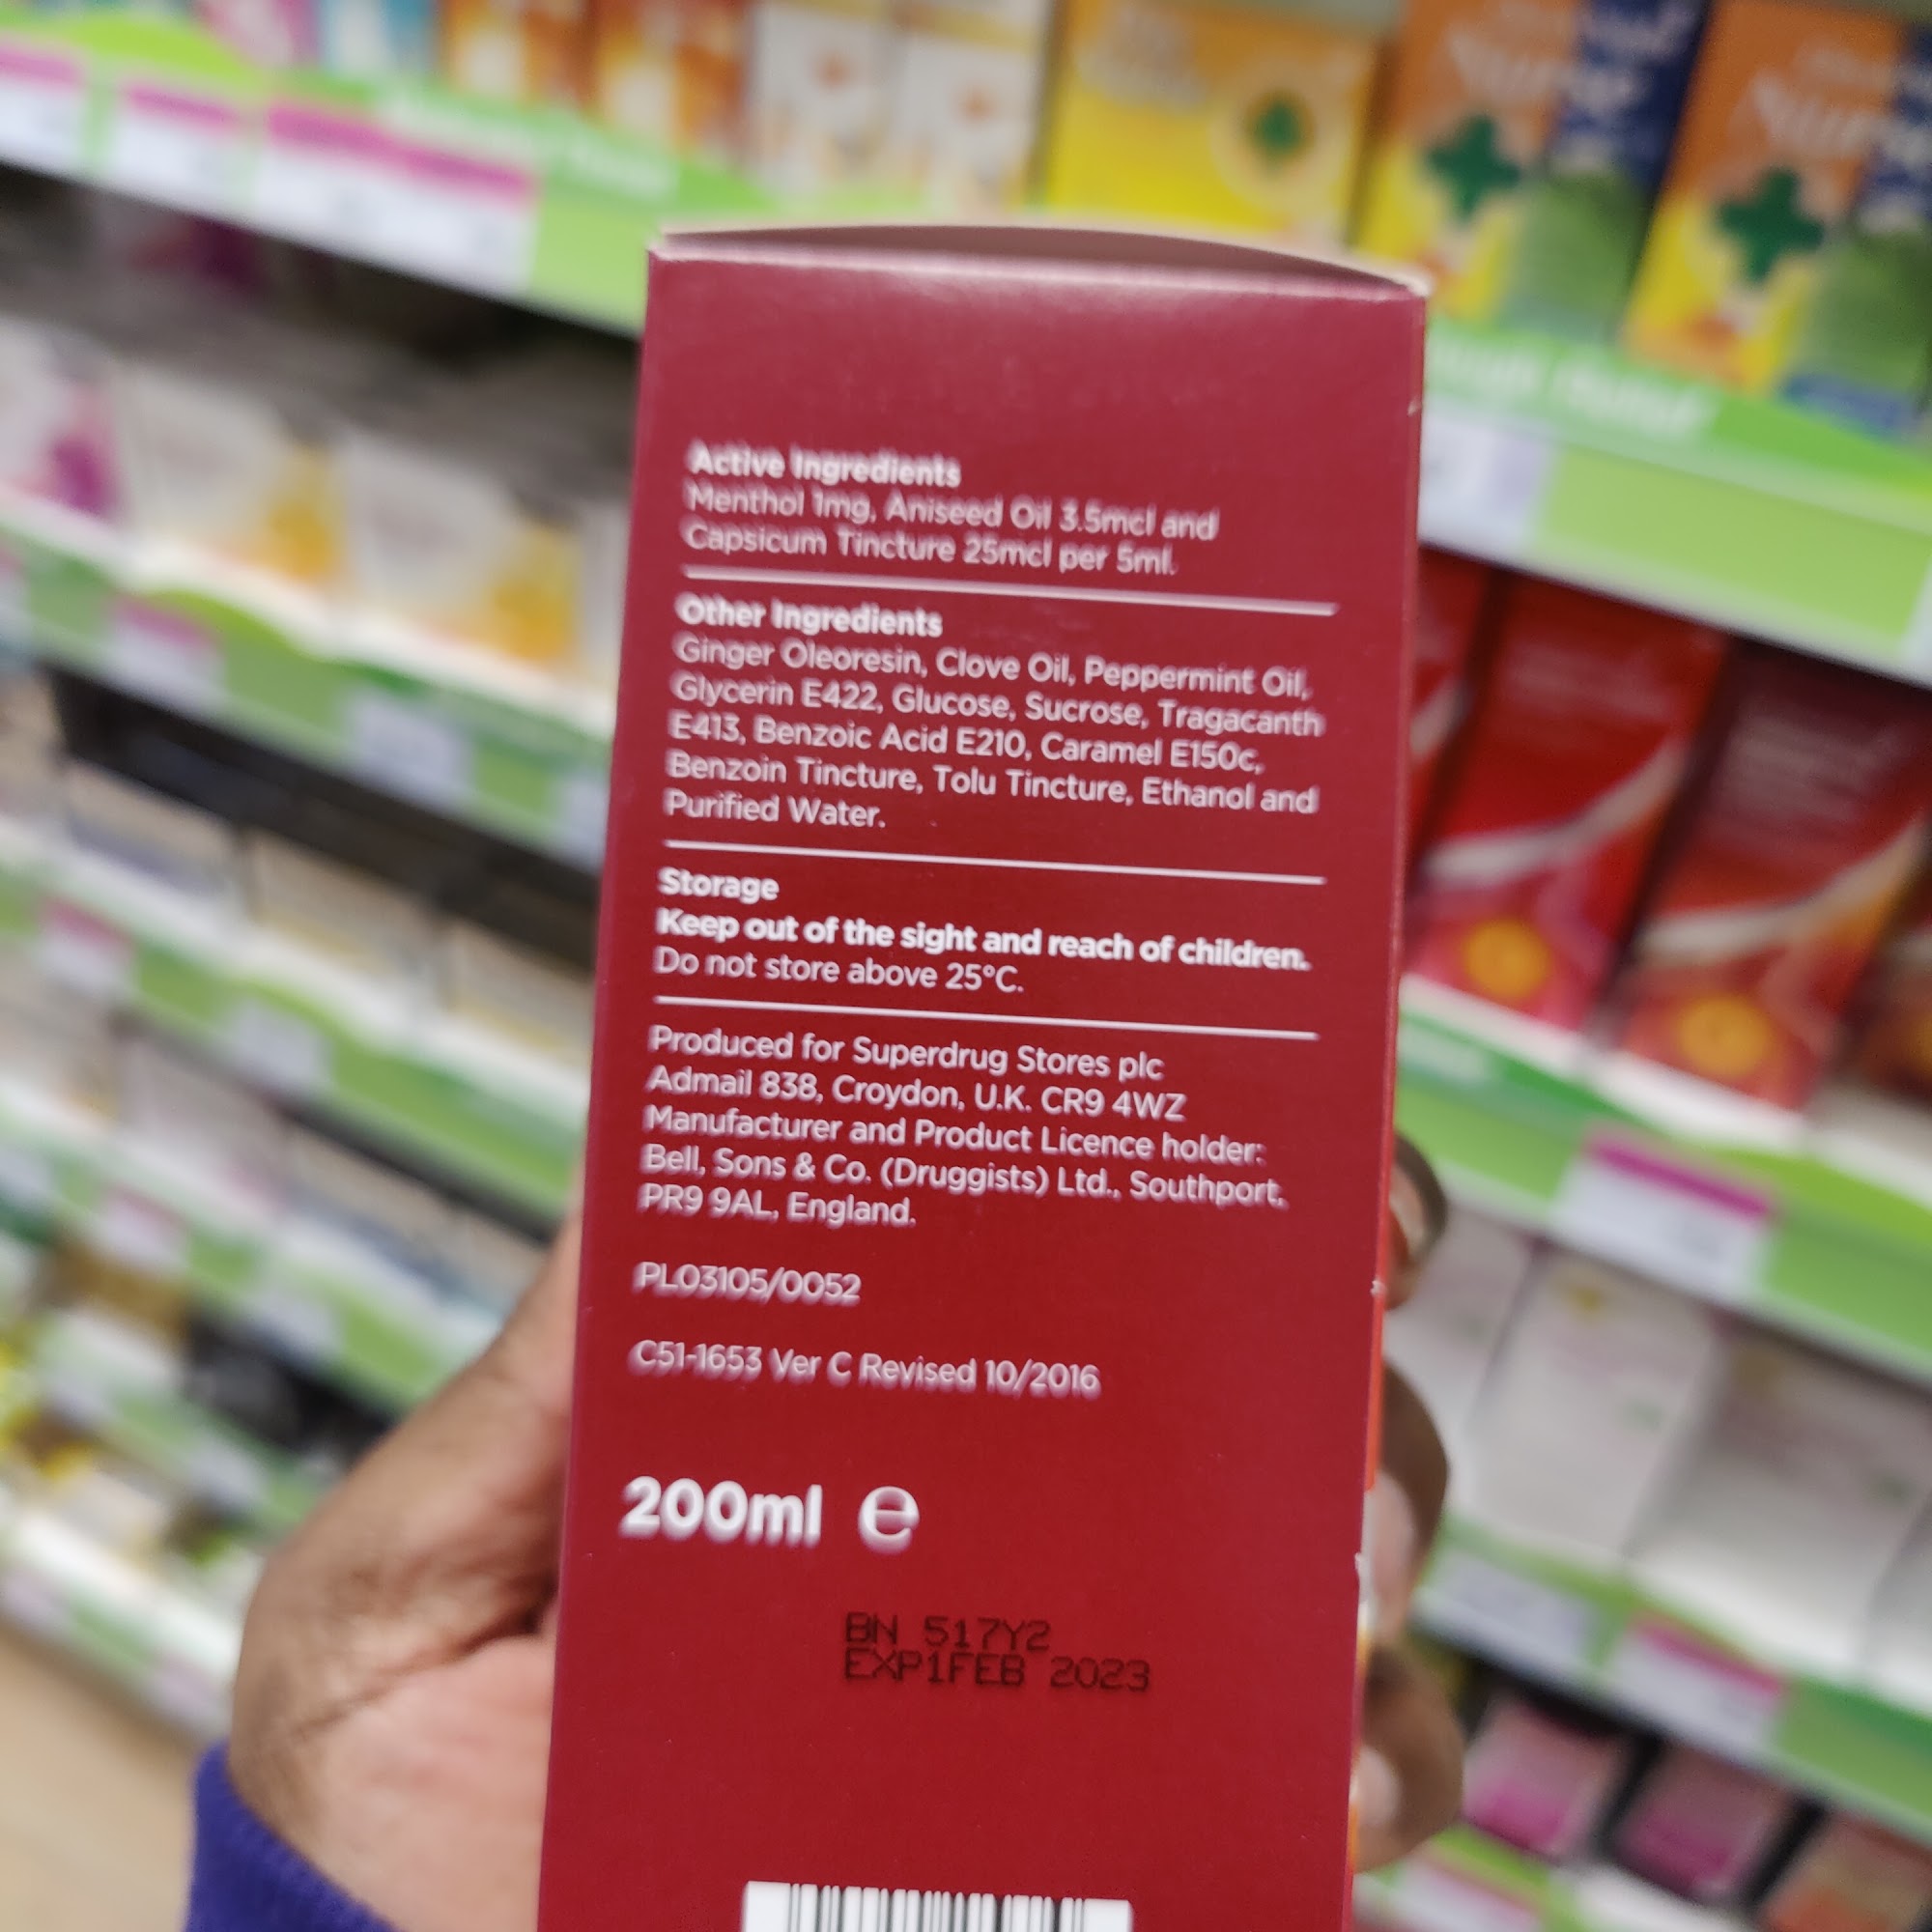 Active Ingredients
Menthol 1mg, Aniseed Oil 3.5mcl and
Capsicum Tincture 25mcl per 5ml.
Other Ingredients
Ginger Oleoresin, Clove Oil, Peppermint Oil,
Glycerin E422, Glucose, Sucrose, Tragacanth
E413, Benzoic Acid E210, Caramel E150c,
Benzoin Tincture, Tolu Tincture, Ethanol and
Purified Water.
Storage
Keep out of the sight and reach of children.
Do not store above 25°C.
Produced for Superdrug Stores plc
Admail 838, Croydon, U.K. CR9 4WZ
Manufacturer and Product Licence holder:
Bell, Sons & Co. (Druggists) Ltd., Southport,
PR9 9AL, England.
PL03105/0052
C51-1653 Ver C Revised 10/2016
200ml e
BN 517Y2
EXP1FEB 2023
Nurse
Nurse